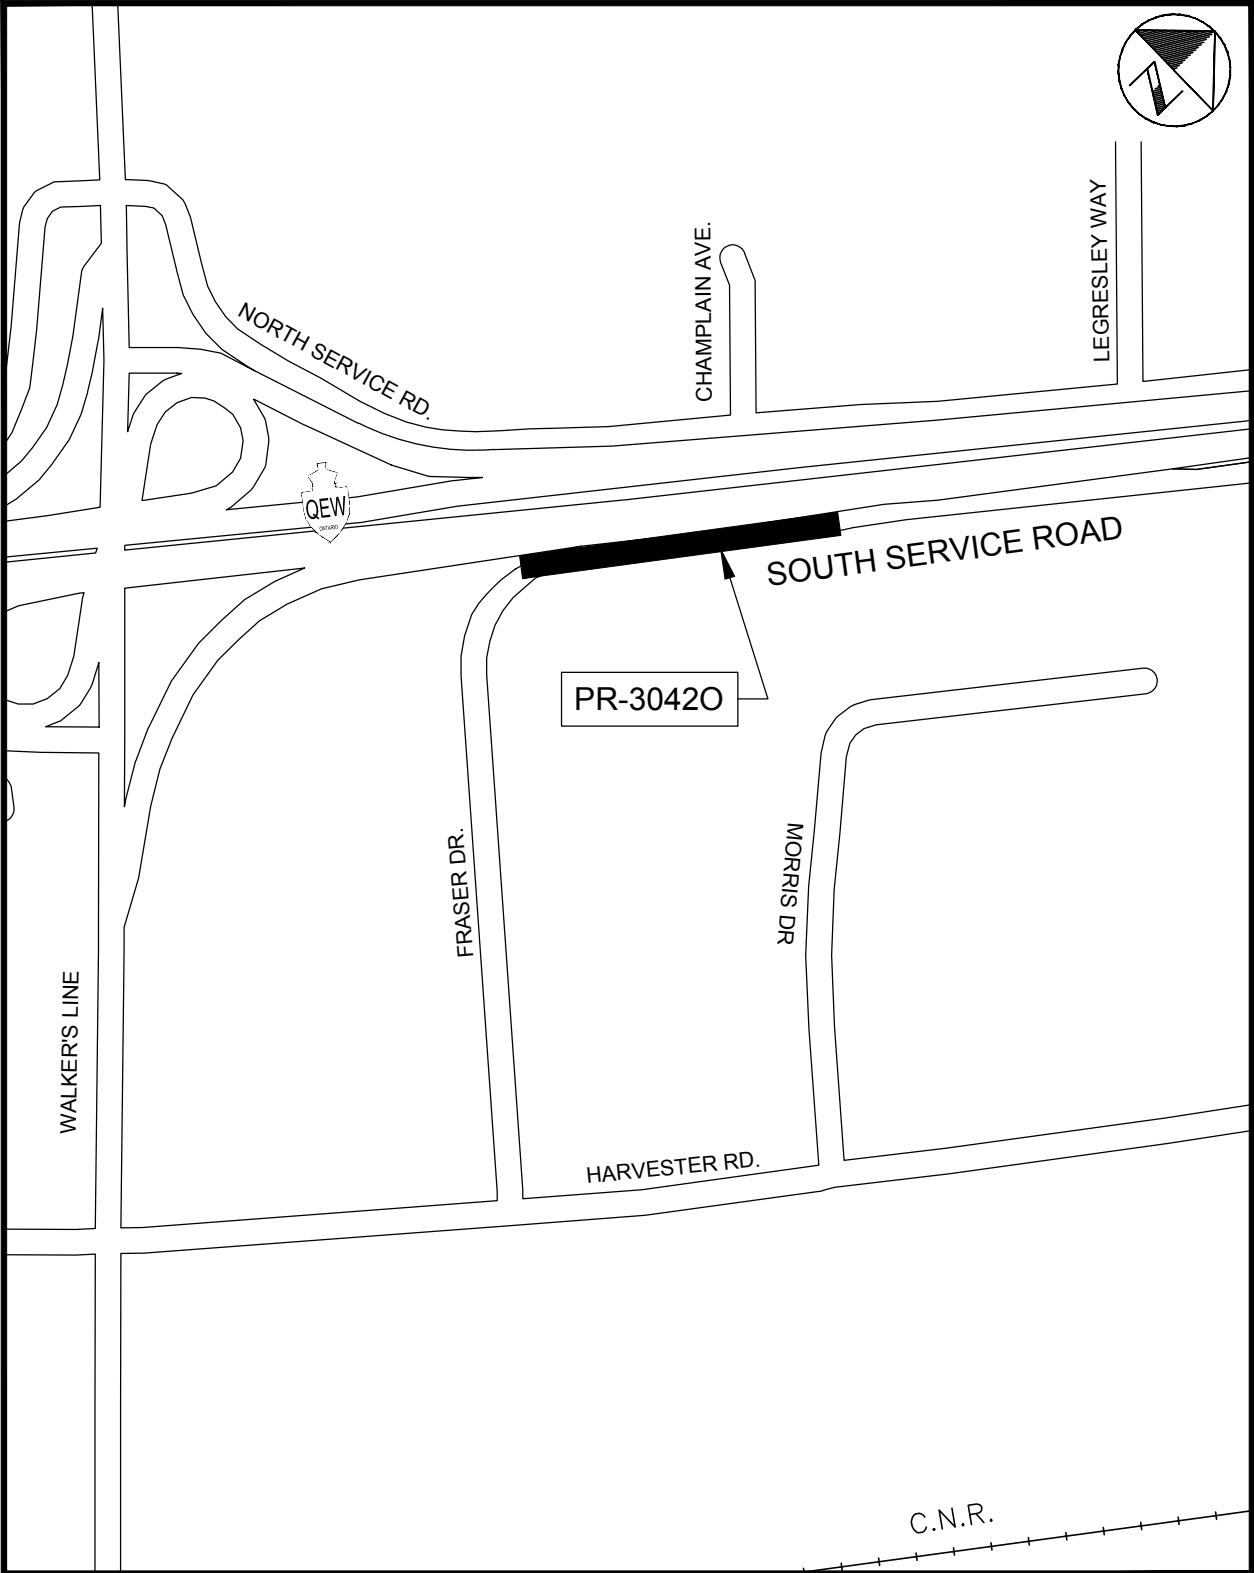 LEGRESLEY WAY
CHAMPLAIN AVE.
NORTH SERVICE RD.
QEW
ONTARIO
SOUTH SERVICE ROAD
PR-3042O
FRASER DR.
MORRIS DR
WALKER'S LINE
HARVESTER RD.
C.N.R.